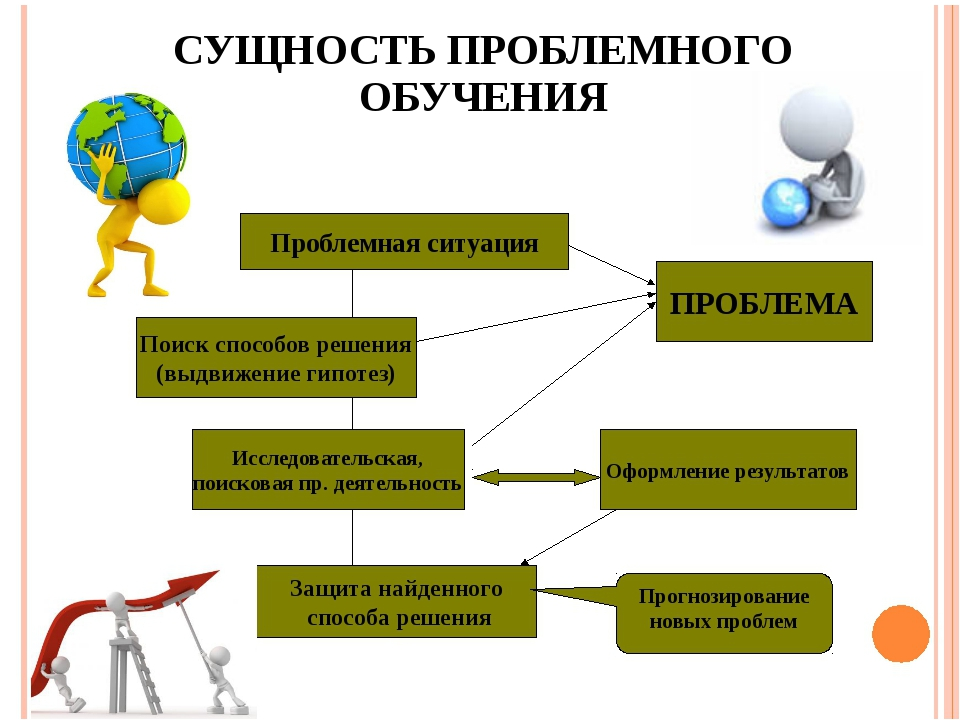 СУЩНОСТЬ ПРОБЛЕМНОГО
ОБУЧЕНИЯ
Проблемная ситуация
ПРОБЛЕМА
Поиск способов решения
(выдвижение гипотез)
Исследовательская,
поисковая пр. деятельность
Оформление результатов
Защита найденного
способа решения
Прогнозирование
новых проблем